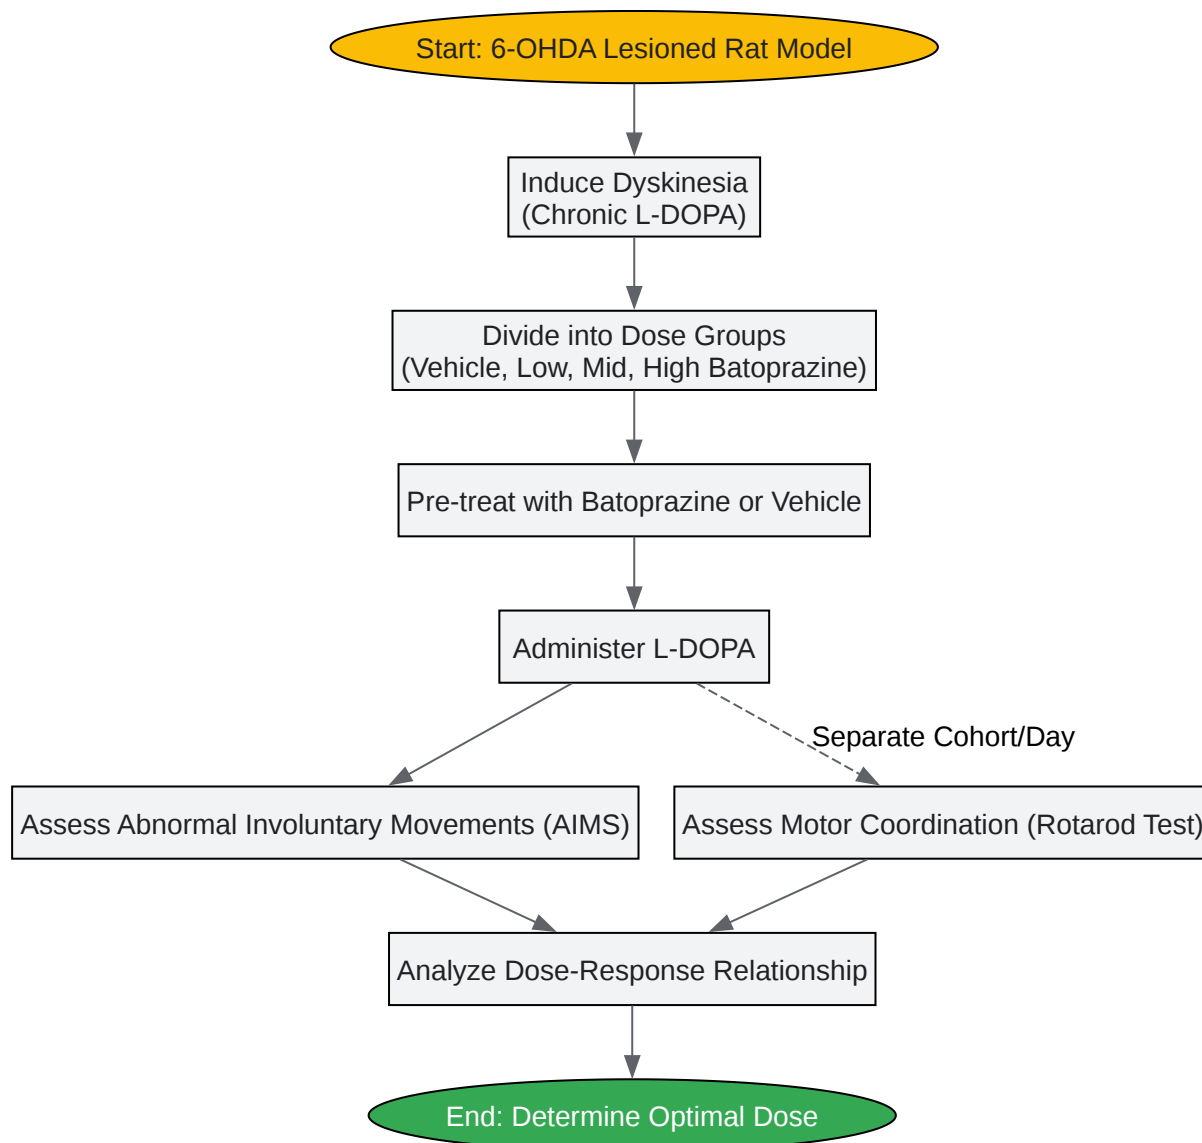 Start: 6-OHDA Lesioned Rat Model
Induce Dyskinesia
(Chronic L-DOPA)
Divide into Dose Groups
(Vehicle, Low, Mid, High Batoprazine)
Pre-treat with Batoprazine or Vehicle
Administer L-DOPA
Separate Cohort/Day
Assess Abnormal Involuntary Movements (AIMS)
Assess Motor Coordination (Rotarod Test)
Analyze Dose-Response Relationship
End: Determine Optimal Dose